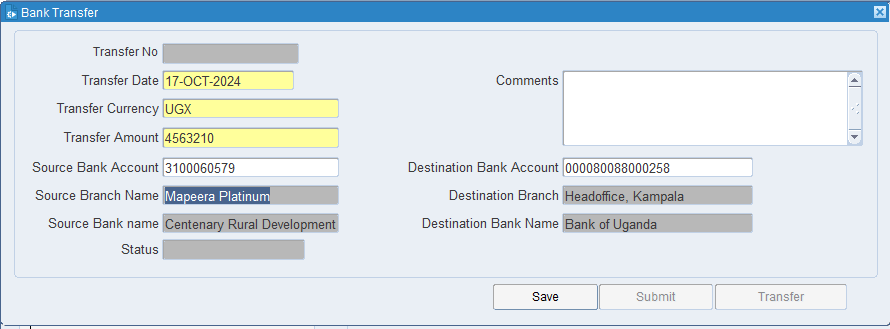 Bank Transfer
Transfer No
Transfer Date 17-OCT-2024
Comments
Transfer Currency UGX
Transfer Amount 4563210
Source Bank Account 3100060579
Destination Bank Account 000080088000258
Source Branch Name Mapeera Platinum
Destination Branch Headoffice, Kampala
Source Bank name Centenary Rural Development
Destination Bank Name Bank of Uganda
Status
Save Submit Transfer